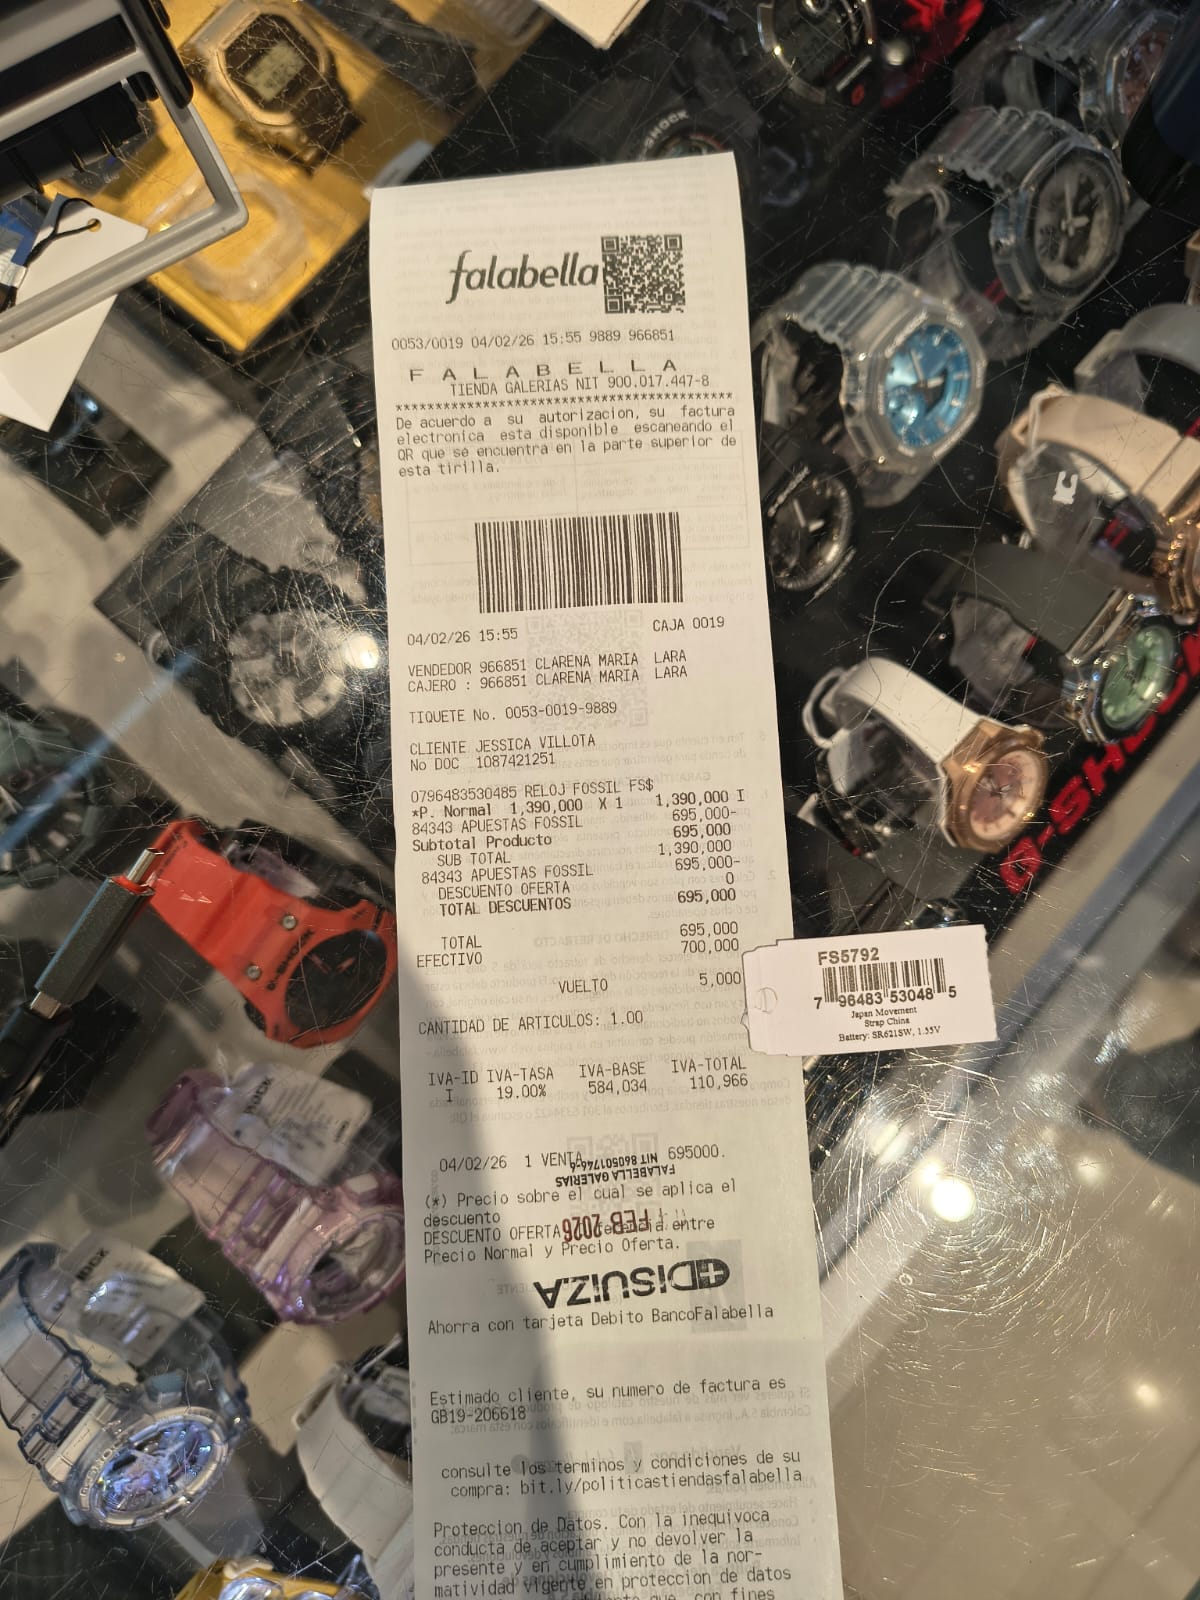 falabella
0053/0019 04/02/26 15:55 9889 966851
F A L A B E L L A
TIENDA GALERIAS NIT 900.017.447-8
******************************************
De acuerdo a su autorizacion, su factura
electronica esta disponible escaneando el
QR que se encuentra en la parte superior de
esta tirilla.
04/02/26 15:55 CAJA 0019
VENDEDOR 966851 CLARENA MARIA LARA
CAJERO : 966851 CLARENA MARIA LARA
TIQUETE No. 0053-0019-9889
CLIENTE JESSICA VILLOTA
No DOC 1087421251
0796483530485 RELOJ FOSSIL FS$
*P. Normal 1,390,000 X 1 1,390,000 I
84343 APUESTAS FOSSIL 695,000-
Subtotal Producto 695,000
SUB TOTAL 1,390,000
84343 APUESTAS FOSSIL 695,000-
DESCUENTO OFERTA 0
TOTAL DESCUENTOS 695,000
TOTAL 695,000
EFECTIVO 700,000
VUELTO 5,000
CANTIDAD DE ARTICULOS: 1.00
IVA-ID IVA-TASA IVA-BASE IVA-TOTAL
I 19.00% 584,034 110,966
04/02/26 1 VENTA 695000.
NIT 860501746-6
FALABELLA GALERIAS
(*) Precio sobre el cual se aplica el
descuento
FEB 2026
DESCUENTO OFERTA entre
Precio Normal y Precio Oferta.
DISUIZA
Ahorra con tarjeta Debito BancoFalabella
Estimado cliente, su numero de factura es
GB19-206618
consulte los terminos y condiciones de su
compra: bit.ly/politicastiendasfalabella
Proteccion de Datos. Con la inequivoca
conducta de aceptar y no devolver la
presente y en cumplimiento de la nor-
matividad vigente en proteccion de datos
que, con fines
FS5792
7 96483 53048 5
Japan Movement
Strap China
Battery: SR621SW, 1.55V
G-SHOCK
-SHOCK